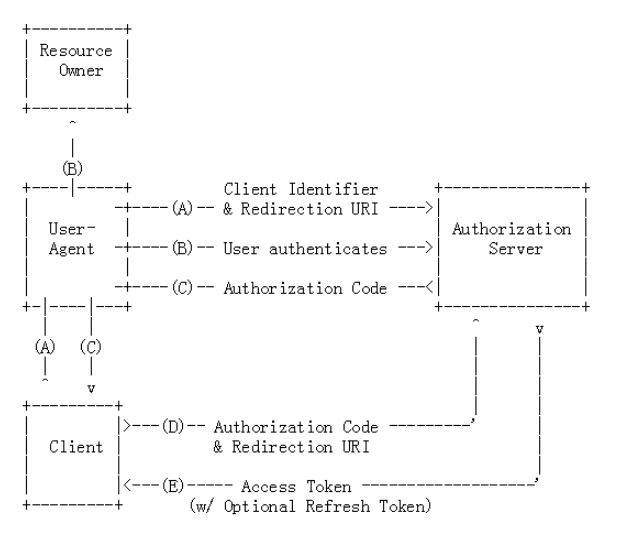 Resource
Owner
(B)
Client Identifier
(A) & Redirection URI
User-
Agent
(B) User authenticates
Authorization
Server
(C) Authorization Code
(A) (C)
Client
(D) Authorization Code
& Redirection URI
(E) Access Token
(w/ Optional Refresh Token)